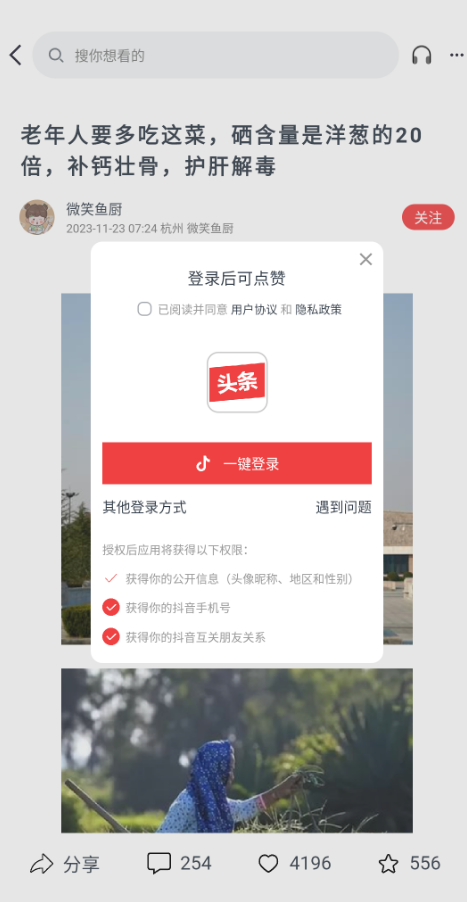 搜你想看的
老年人要多吃这菜，硒含量是洋葱的20
倍，补钙壮骨，护肝解毒
微笑鱼厨
2023-11-23 07:24 杭州 微笑鱼厨
关注
登录后可点赞
已阅读并同意 用户协议 和 隐私政策
头条
一键登录
其他登录方式 遇到问题
授权后应用将获得以下权限：
获得你的公开信息（头像昵称、地区和性别）
获得你的抖音手机号
获得你的抖音互关朋友关系
分享 254 4196 556